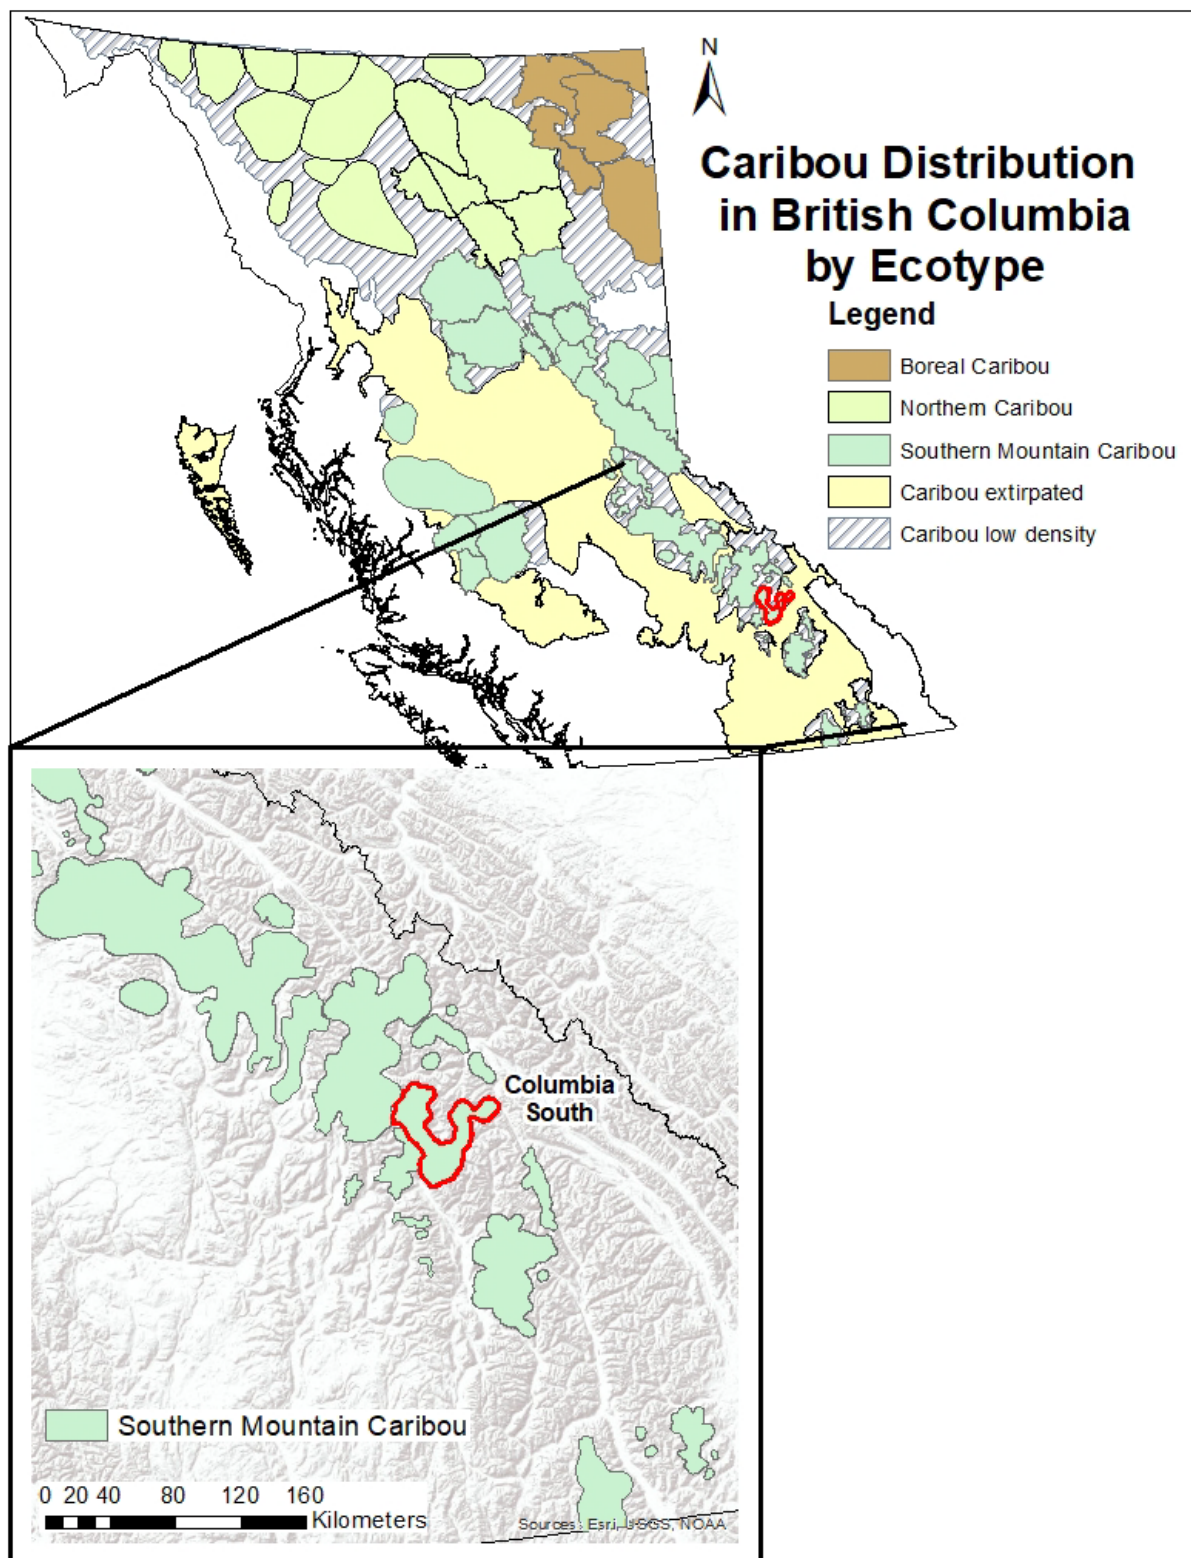 N
Caribou Distribution
in British Columbia
by Ecotype
Legend
Boreal Caribou
Northern Caribou
Southern Mountain Caribou
Caribou extirpated
Caribou low density
Columbia
South
Southern Mountain Caribou
0 20 40 80 120 160
Kilometers
Sources: Esri, USGS, NOAA